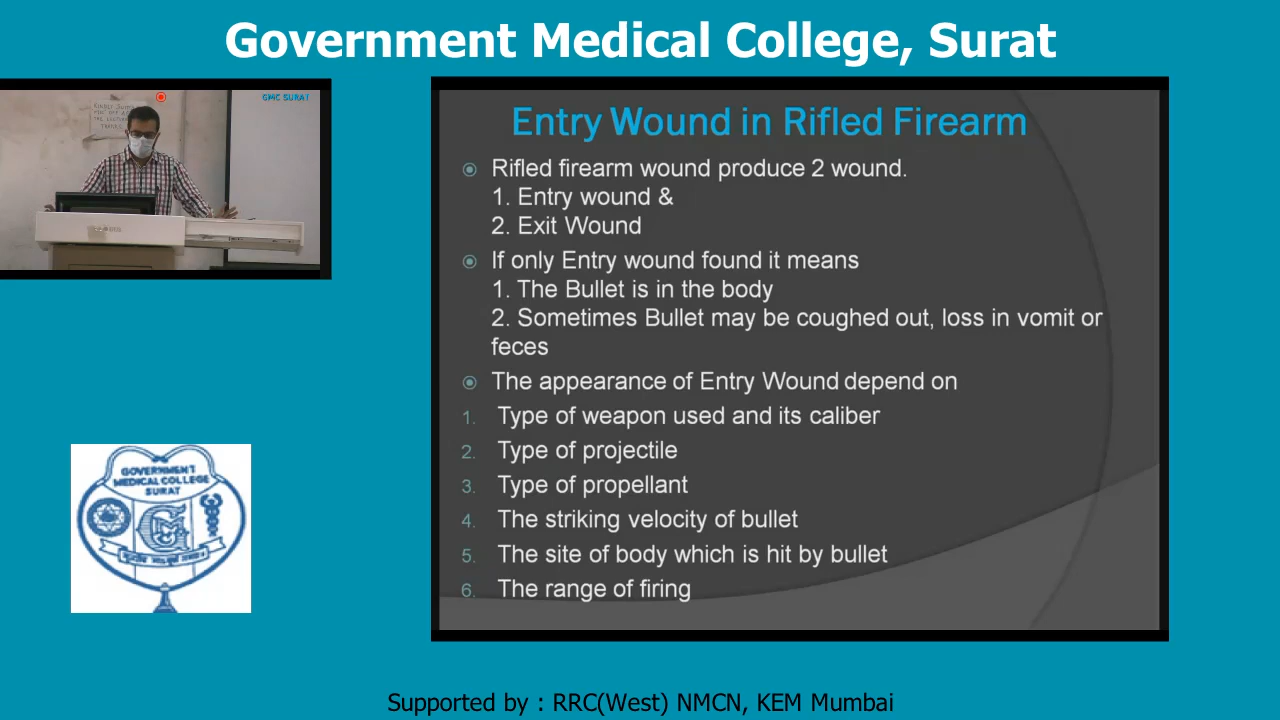 Government Medical College, Surat
GMC SURAT
Entry Wound in Rifled Firearm
Rifled firearm wound produce 2 wound.
1. Entry wound &
2. Exit Wound
If only Entry wound found it means
1. The Bullet is in the body
2. Sometimes Bullet may be coughed out, loss in vomit or
feces
The appearance of Entry Wound depend on
1. Type of weapon used and its caliber
2. Type of projectile
3. Type of propellant
4. The striking velocity of bullet
5. The site of body which is hit by bullet
6. The range of firing
GOVERNMENT
MEDICAL COLLEGE
SURAT
Supported by : RRC(West) NMCN, KEM Mumbai